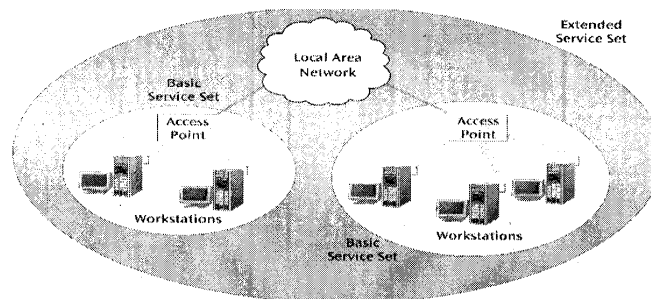 Extended
Service Set
Local Area
Network
Basic
Service Set
Access
Point
Access
Point
Workstations
Workstations
Basic
Service Set